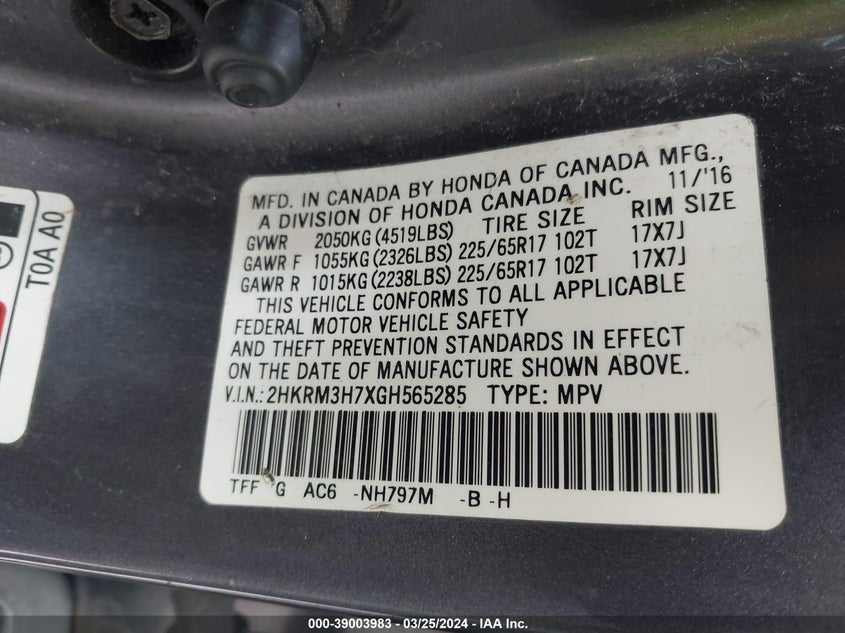 MFD. IN CANADA BY HONDA OF CANADA MFG.,
A DIVISION OF HONDA CANADA INC. 11/'16
GVWR 2050KG (4519LBS) TIRE SIZE RIM SIZE
GAWR F 1055KG (2326LBS) 225/65R17 102T 17X7J
GAWR R 1015KG (2238LBS) 225/65R17 102T 17X7J
THIS VEHICLE CONFORMS TO ALL APPLICABLE
FEDERAL MOTOR VEHICLE SAFETY
AND THEFT PREVENTION STANDARDS IN EFFECT
ON THE DATE OF MANUFACTURE SHOWN ABOVE.
V.I.N.: 2HKRM3H7XGH565285 TYPE: MPV
TFF G AC6 -NH797M -B -H
T0A A0
000-39003983 - 03/25/2024 - IAA Inc.